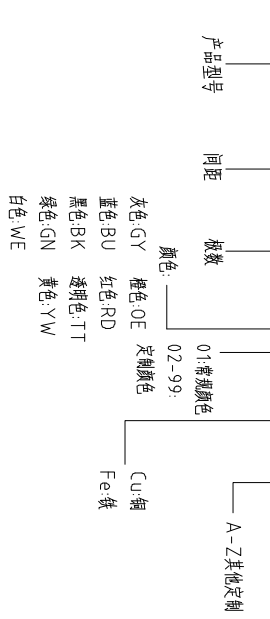 产品型号
间距
极数
颜色:
灰色:GY 橙色:OE
蓝色:BU 红色:RD
黑色:BK 透明色:TT
绿色:GN 黄色:YW
白色:WE
01:常规颜色
02-99:
定制颜色
Cu:铜
Fe:铁
A-Z其他定制